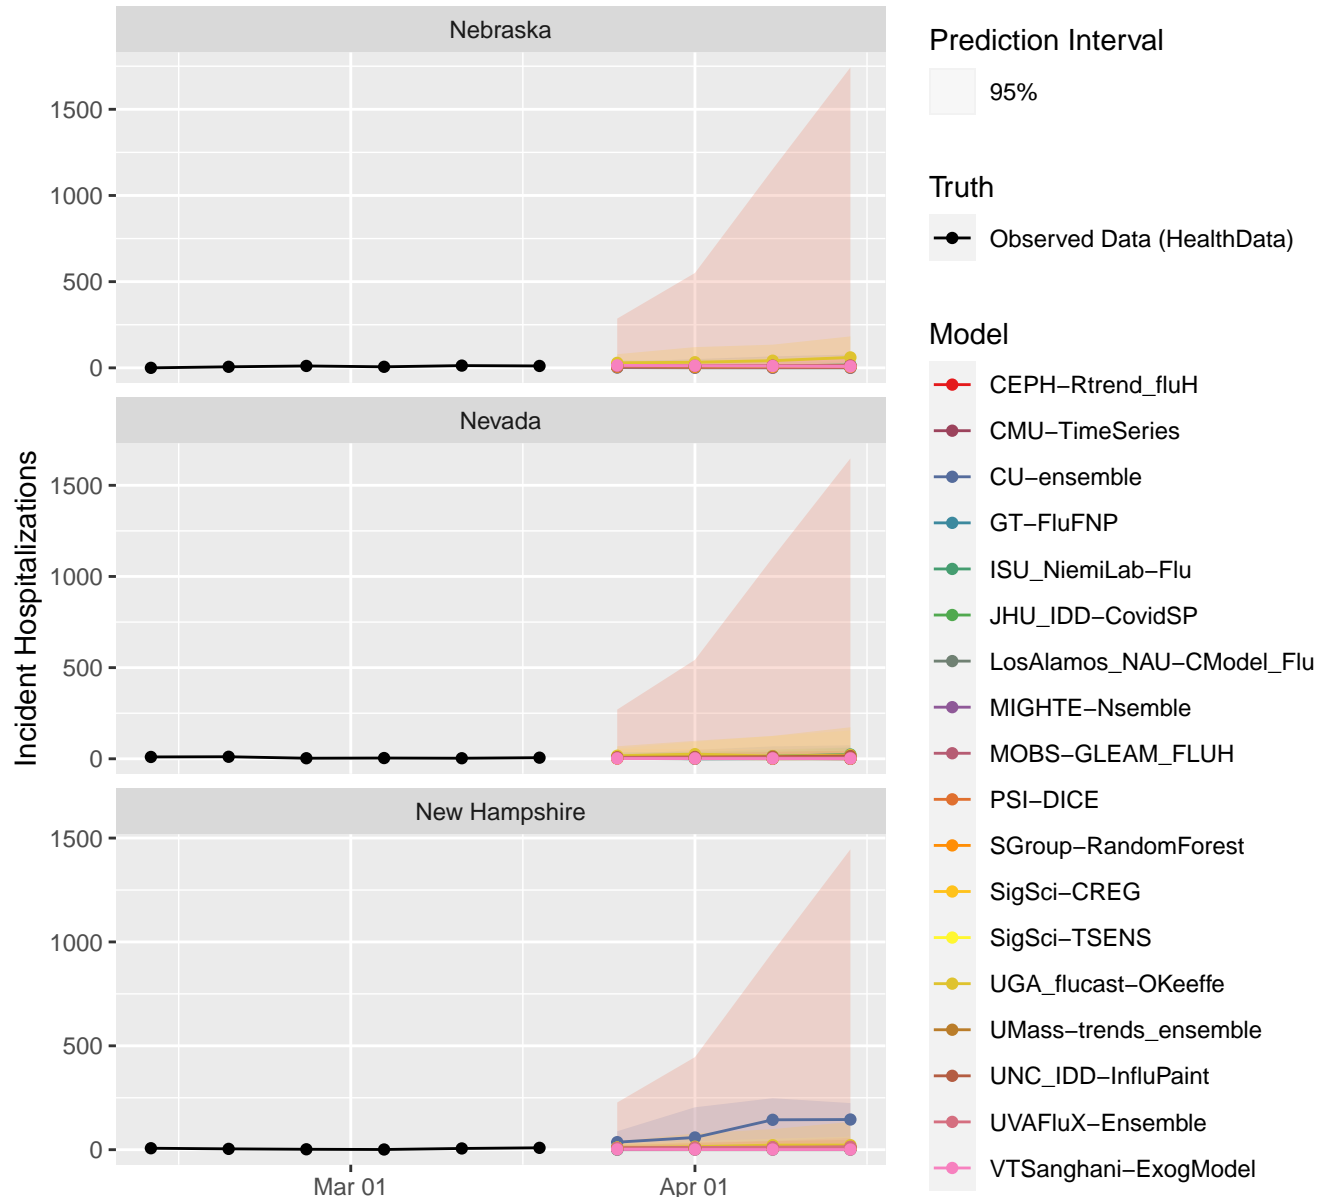 Nebraska
1500
1000
500
0
Nevada
1500
1000
500
0
New Hampshire
1500
1000
500
0
Mar 01
Apr 01
Incident Hospitalizations
Prediction Interval
95%
Truth
Observed Data (HealthData)
Model
CEPH−Rtrend_fluH
CMU−TimeSeries
CU−ensemble
GT−FluFNP
ISU_NiemiLab−Flu
JHU_IDD−CovidSP
LosAlamos_NAU−CModel_Flu
MIGHTE−Nsemble
MOBS−GLEAM_FLUH
PSI−DICE
SGroup−RandomForest
SigSci−CREG
SigSci−TSENS
UGA_flucast−OKeeffe
UMass−trends_ensemble
UNC_IDD−InfluPaint
UVAFluX−Ensemble
VTSanghani−ExogModel